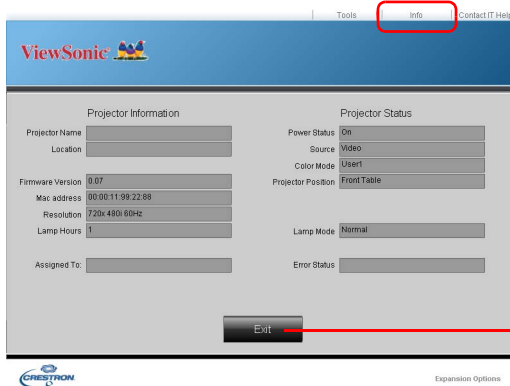 Tools Info Contact IT Help
ViewSonic
Projector Information
Projector Name
Location
Firmware Version 0.07
Mac address 00:00:11:99:22:88
Resolution 720x 480i 60Hz
Lamp Hours 1
Assigned To:
Projector Status
Power Status On
Source Video
Color Mode User1
Projector Position Front Table
Lamp Mode Normal
Error Status
Exit
CRESTRON
Expansion Options